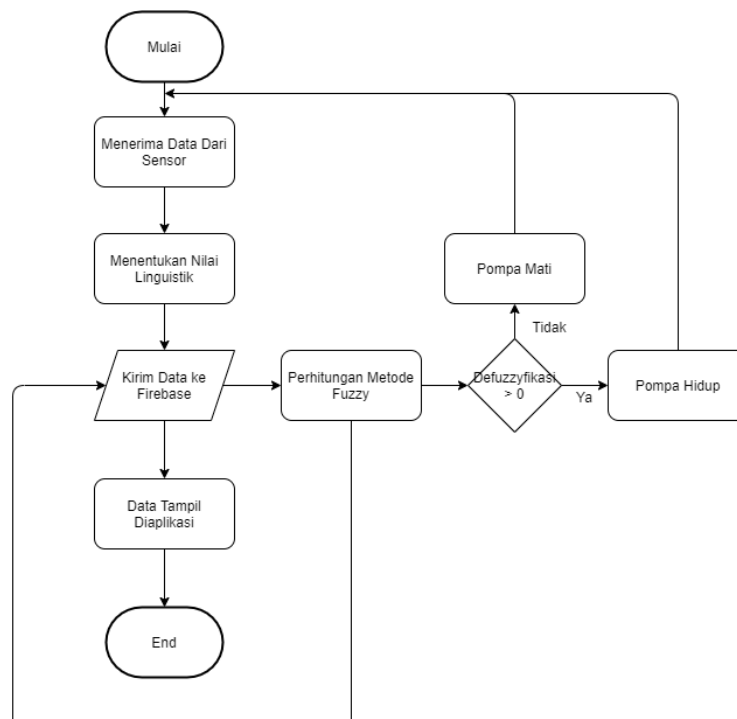 Mulai
Menerima Data Dari
Sensor
Menentukan Nilai
Linguistik
Pompa Mati
Tidak
Kirim Data ke
Firebase
Perhitungan Metode
Fuzzy
Defuzzyfikasi
> 0
Ya
Pompa Hidup
Data Tampil
Diaplikasi
End